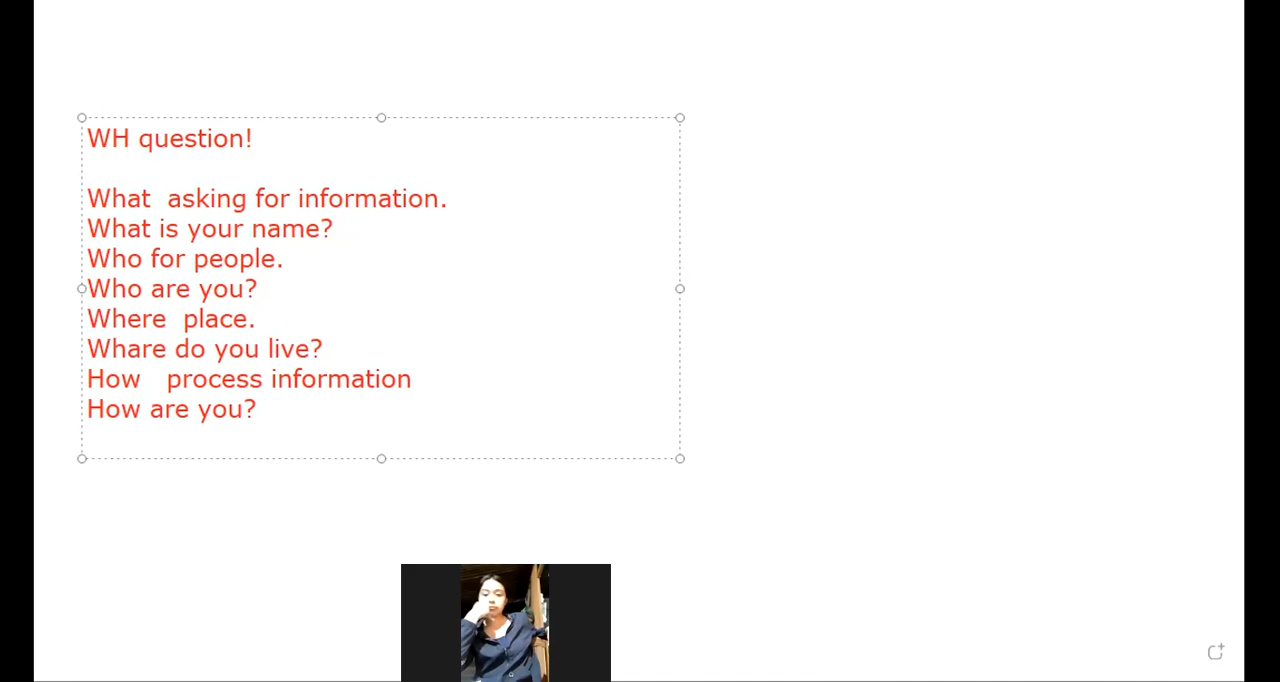 WH question!
What  asking for information.
What is your name?
Who for people.
Who are you?
Where  place.
Whare do you live?
How   process information
How are you?